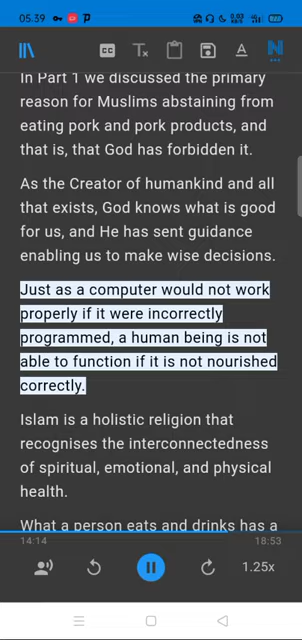 05.39
0.03
KB/S
In Part 1 we discussed the primary
reason for Muslims abstaining from
eating pork and pork products, and
that is, that God has forbidden it.
As the Creator of humankind and all
that exists, God knows what is good
for us, and He has sent guidance
enabling us to make wise decisions.
Just as a computer would not work
properly if it were incorrectly
programmed, a human being is not
able to function if it is not nourished
correctly.
Islam is a holistic religion that
recognises the interconnectedness
of spiritual, emotional, and physical
health.
What a person eats and drinks has a
14:14 18:53
1.25x